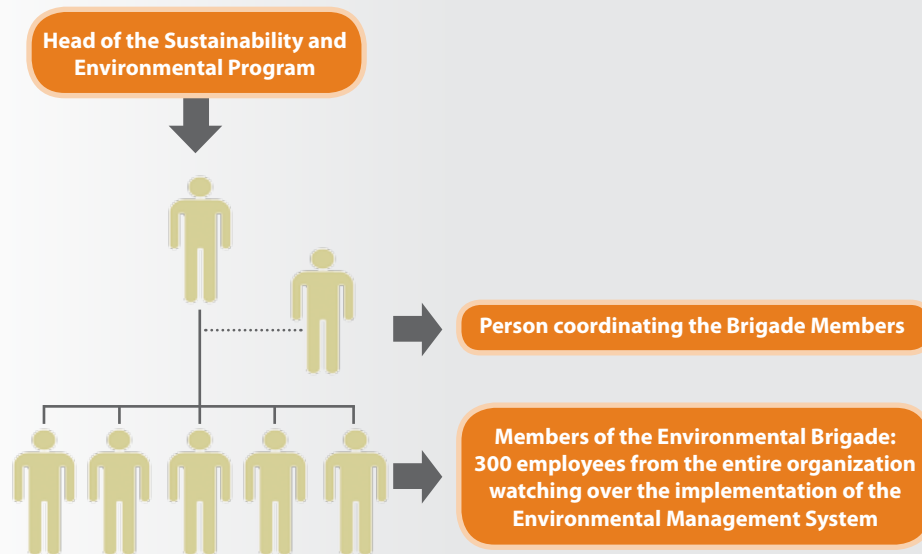 Head of the Sustainability and
Environmental Program
Person coordinating the Brigade Members
Members of the Environmental Brigade:
300 employees from the entire organization
watching over the implementation of the
Environmental Management System